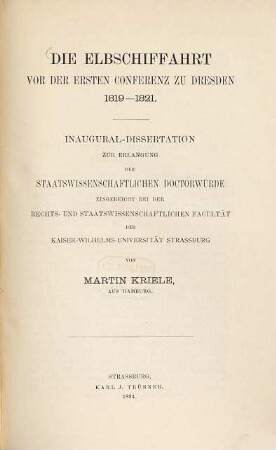 DIE ELBSCHIFFAHRT
VOR DER ERSTEN CONFERENZ ZU DRESDEN
1819—1821.
INAUGURAL-DISSERTATION
ZUR ERLANGUNG
DER
STAATSWISSENSCHAFTLICHEN DOCTORWÜRDE
EINGEREICHT BEI DER
RECHTS- UND STAATSWISSENSCHAFTLICHEN FACULTÄT
DER
KAISER-WILHELMS-UNIVERSITÄT STRASSBURG
VON
MARTIN KRIELE,
AUS HAMBURG.
STRASSBURG,
KARL J. TRÜBNER.
1894.